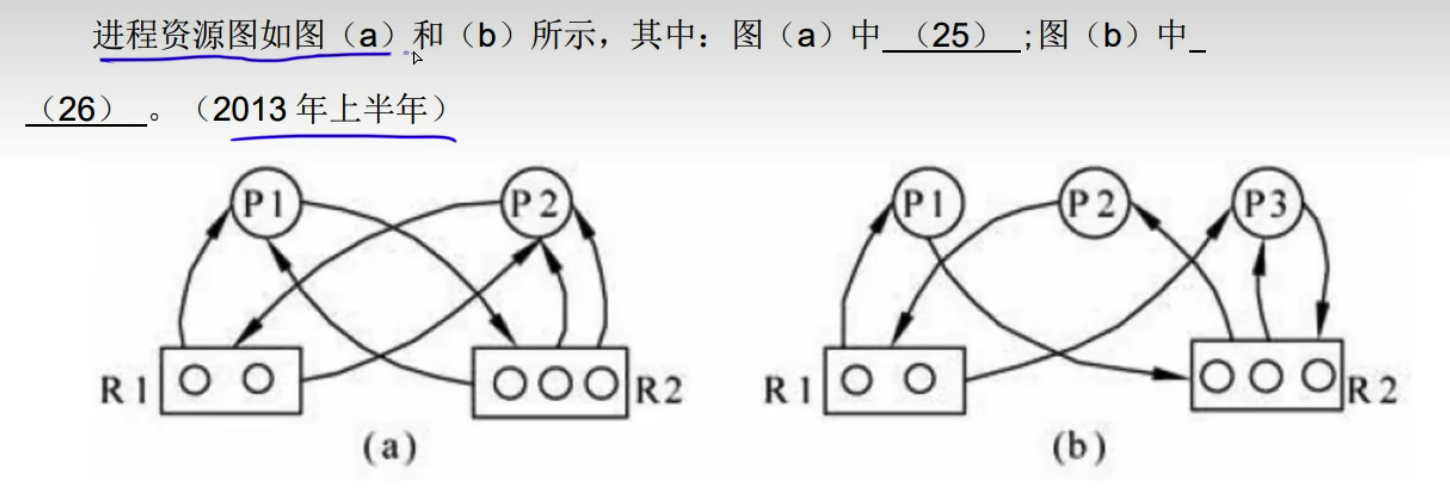 进程资源图如图（a）和（b）所示，其中：图（a）中 （25） ;图（b）中_
（26） 。（2013 年上半年）
P1 P2 P1 P2 P3
R1 R2 R1 R2
(a) (b)